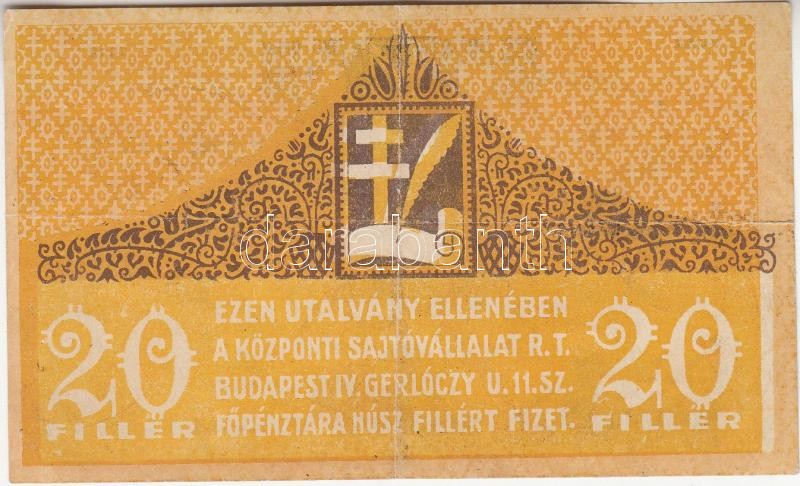 darabanth
EZEN UTALVÁNY ELLENÉBEN
A KÖZPONTI SAJTÓVÁLLALAT R.T.
BUDAPEST IV. GERLÓCZY U. 11. SZ.
FŐPÉNZTÁRA HÚSZ FILLÉRT FIZET.
20
FILLÉR
20
FILLÉR